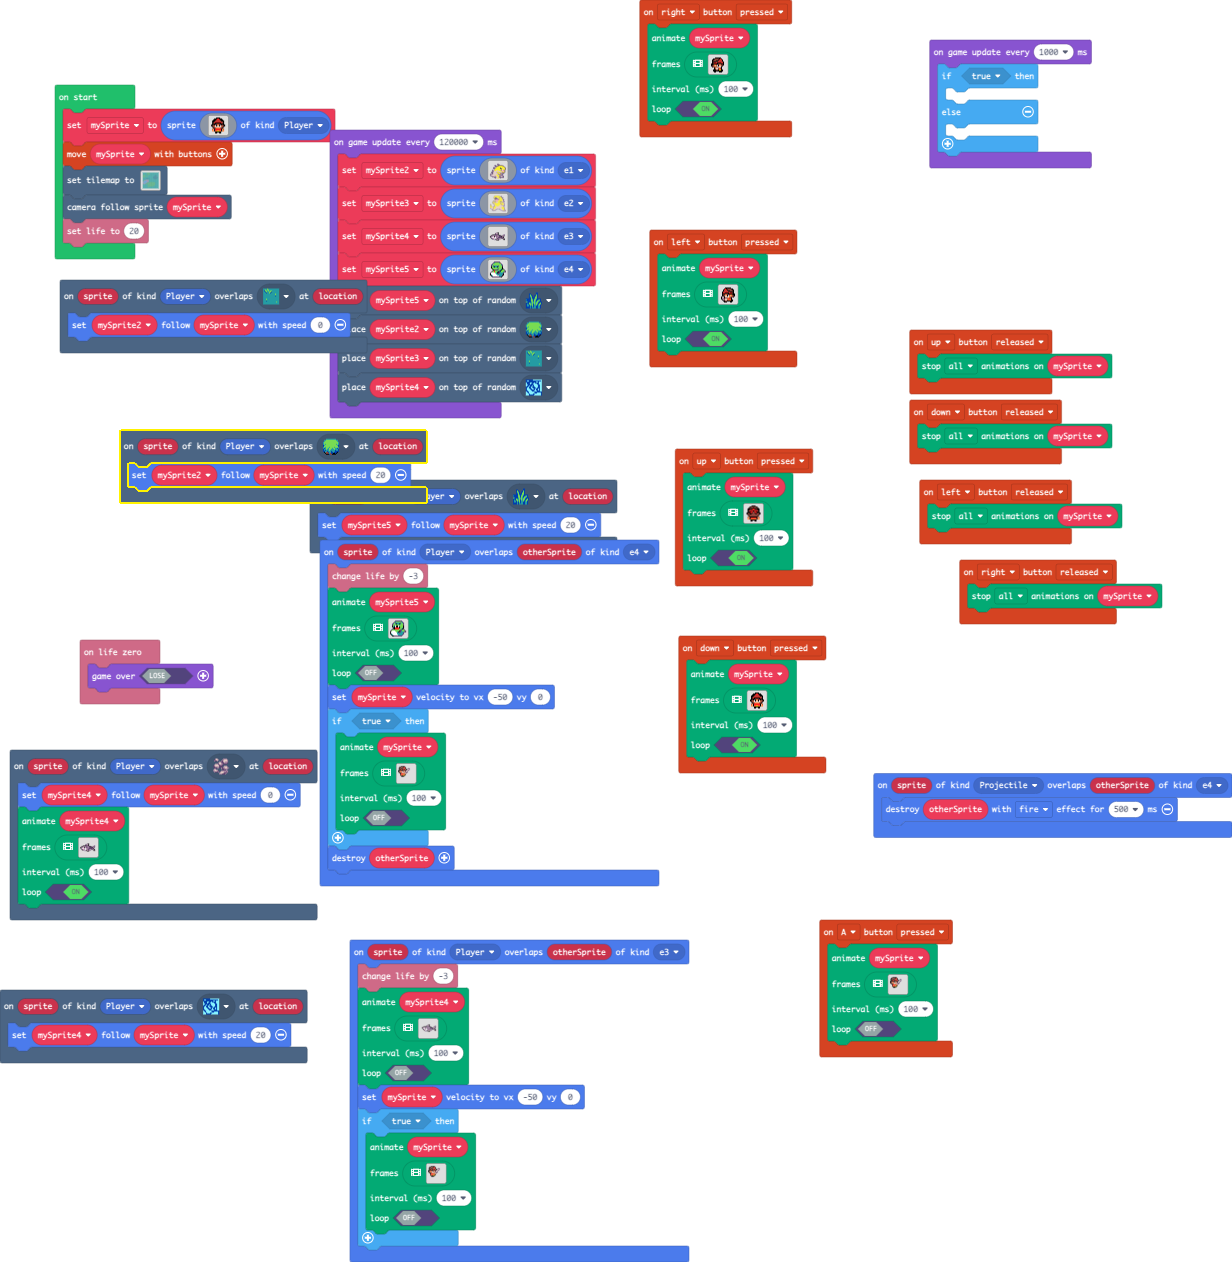 on start
set mySprite to sprite of kind Player
move mySprite with buttons
set tilemap to
camera follow sprite mySprite
set life to 20
on game update every 120000 ms
set mySprite2 to sprite of kind e1
set mySprite3 to sprite of kind e2
set mySprite4 to sprite of kind e3
set mySprite5 to sprite of kind e4
mySprite5 on top of random
ace mySprite2 on top of random
place mySprite3 on top of random
place mySprite4 on top of random
on sprite of kind Player overlaps at location
set mySprite2 follow mySprite with speed 0
on sprite of kind Player overlaps at location
set mySprite2 follow mySprite with speed 20
ayer overlaps at location
set mySprite5 follow mySprite with speed 20
on sprite of kind Player overlaps otherSprite of kind e4
change life by -3
animate mySprite5
frames
interval (ms) 100
loop OFF
set mySprite velocity to vx -50 vy 0
if true then
animate mySprite
frames
interval (ms) 100
loop OFF
destroy otherSprite
on life zero
game over LOSE
on sprite of kind Player overlaps at location
set mySprite4 follow mySprite with speed 0
animate mySprite4
frames
interval (ms) 100
loop ON
on sprite of kind Player overlaps at location
set mySprite4 follow mySprite with speed 20
on sprite of kind Player overlaps otherSprite of kind e3
change life by -3
animate mySprite4
frames
interval (ms) 100
loop OFF
set mySprite velocity to vx -50 vy 0
if true then
animate mySprite
frames
interval (ms) 100
loop OFF
on right button pressed
animate mySprite
frames
interval (ms) 100
loop ON
on left button pressed
animate mySprite
frames
interval (ms) 100
loop ON
on up button pressed
animate mySprite
frames
interval (ms) 100
loop ON
on down button pressed
animate mySprite
frames
interval (ms) 100
loop ON
on game update every 1000 ms
if true then
else
on up button released
stop all animations on mySprite
on down button released
stop all animations on mySprite
on left button released
stop all animations on mySprite
on right button released
stop all animations on mySprite
on sprite of kind Projectile overlaps otherSprite of kind e4
destroy otherSprite with fire effect for 500 ms
on A button pressed
animate mySprite
frames
interval (ms) 100
loop OFF